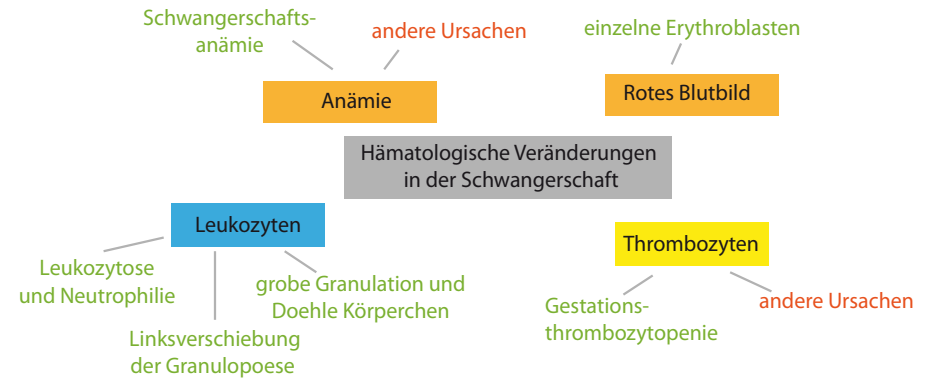 Schwangerschafts-
anämie
andere Ursachen
einzelne Erythroblasten
Anämie
Rotes Blutbild
Hämatologische Veränderungen
in der Schwangerschaft
Leukozyten
Thrombozyten
Leukozytose
und Neutrophilie
grobe Granulation und
Doehle Körperchen
Linksverschiebung
der Granulopoese
Gestations-
thrombozytopenie
andere Ursachen